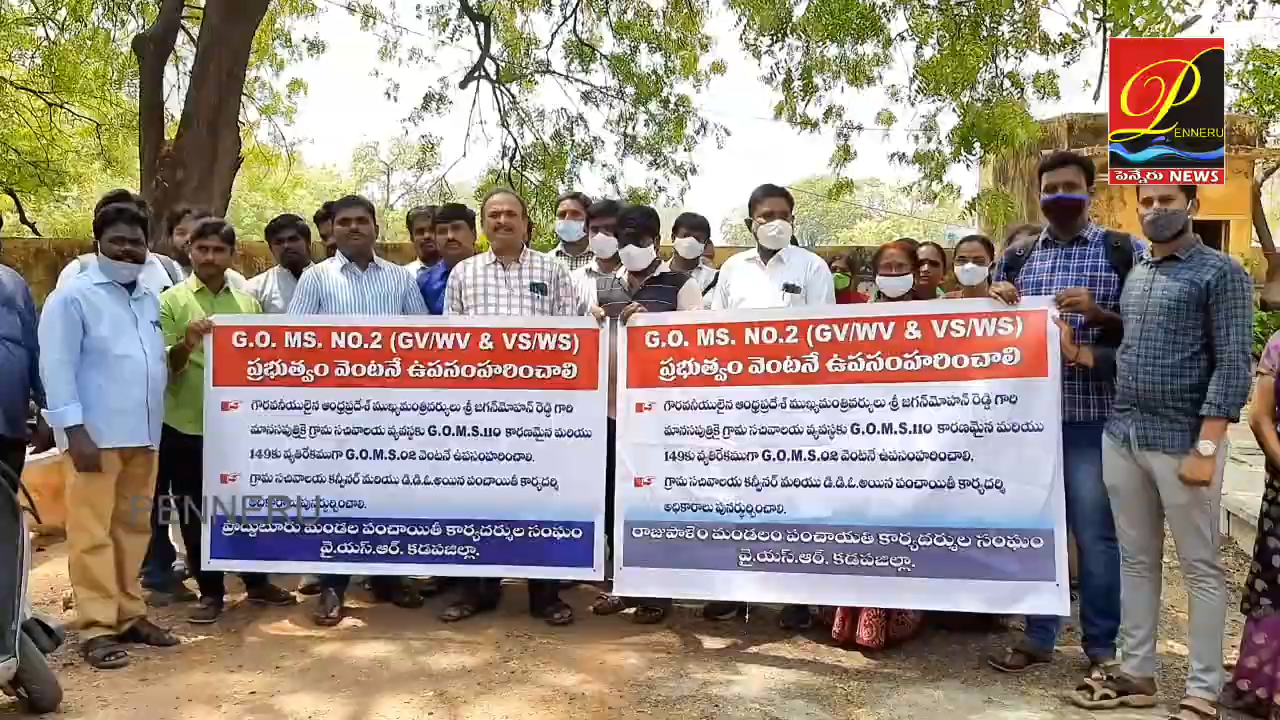 PENNERU
పెన్నేరు NEWS
G.O. MS. NO.2 (GV/WV & VS/WS)
ప్రభుత్వం వెంటనే ఉపసంహరించాలి
గౌరవనీయులైన ఆంధ్రప్రదేశ్ ముఖ్యమంత్రివర్యులు శ్రీ జగన్‌మోహన్ రెడ్డి గారి
మానసపుత్రికై గ్రామ సచివాలయ వ్యవస్థకు G.O.M.S.110 కారణమైన మరియు
149కు వ్యతిరేకముగా G.O.M.S.02 వెంటనే ఉపసంహరించాలి.
గ్రామ సచివాలయ కన్వీనర్ మరియు డి.డి.ఓ.అయిన పంచాయితీ కార్యదర్శి
పునర్ఛరించాలి.
ప్రొద్దుటూరు మండల పంచాయితీ కార్యదర్శుల సంఘం
వై.యస్.ఆర్. కడపజిల్లా.
G.O. MS. NO.2 (GV/WV & VS/WS)
ప్రభుత్వం వెంటనే ఉపసంహరించాలి
గౌరవనీయులైన ఆంధ్రప్రదేశ్ ముఖ్యమంత్రివర్యులు శ్రీ జగన్‌మోహన్ రెడ్డి గారి
మానసపుత్రికై గ్రామ సచివాలయ వ్యవస్థకు G.O.M.S.110 కారణమైన మరియు
149కు వ్యతిరేకముగా G.O.M.S.02 వెంటనే ఉపసంహరించాలి.
గ్రామ సచివాలయ కన్వీనర్ మరియు డి.డి.ఓ.అయిన పంచాయితీ కార్యదర్శి
అధికారాలు పునర్ఛరించాలి.
రాజుపాళెం మండలం పంచాయతీ కార్యదర్శుల సంఘం
వై.యస్.ఆర్. కడపజిల్లా.
PENNERU